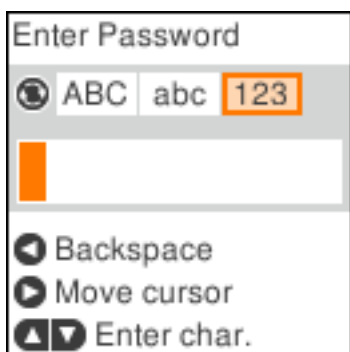 Enter Password
ABC abc 123
Backspace
Move cursor
Enter char.